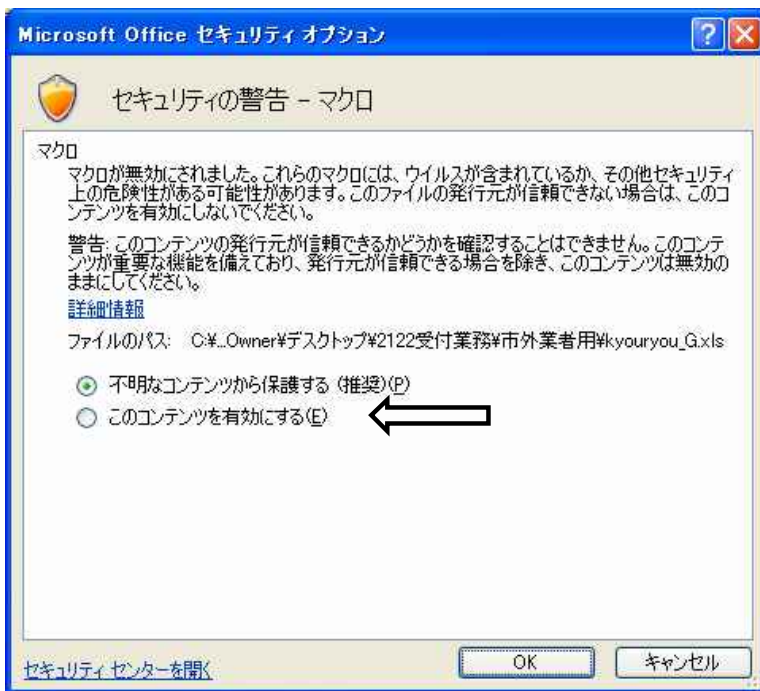 Microsoft Office セキュリティ オプション
セキュリティの警告 - マクロ
マクロ
マクロが無効にされました。これらのマクロには、ウイルスが含まれているか、その他セキュリティ
上の危険性がある可能性があります。このファイルの発行元が信頼できない場合は、このコ
ンテンツを有効にしないでください。
警告: このコンテンツの発行元が信頼できるかどうかを確認することはできません。このコンテ
ンツが重要な機能を備えており、発行元が信頼できる場合を除き、このコンテンツは無効の
ままにしてください。
詳細情報
ファイルのパス: C:¥...Owner¥デスクトップ¥2122受付業務¥市外業者用¥kyouryou_G.xls
不明なコンテンツから保護する (推奨)(P)
このコンテンツを有効にする(E)
セキュリティ センターを開く
OK
キャンセル